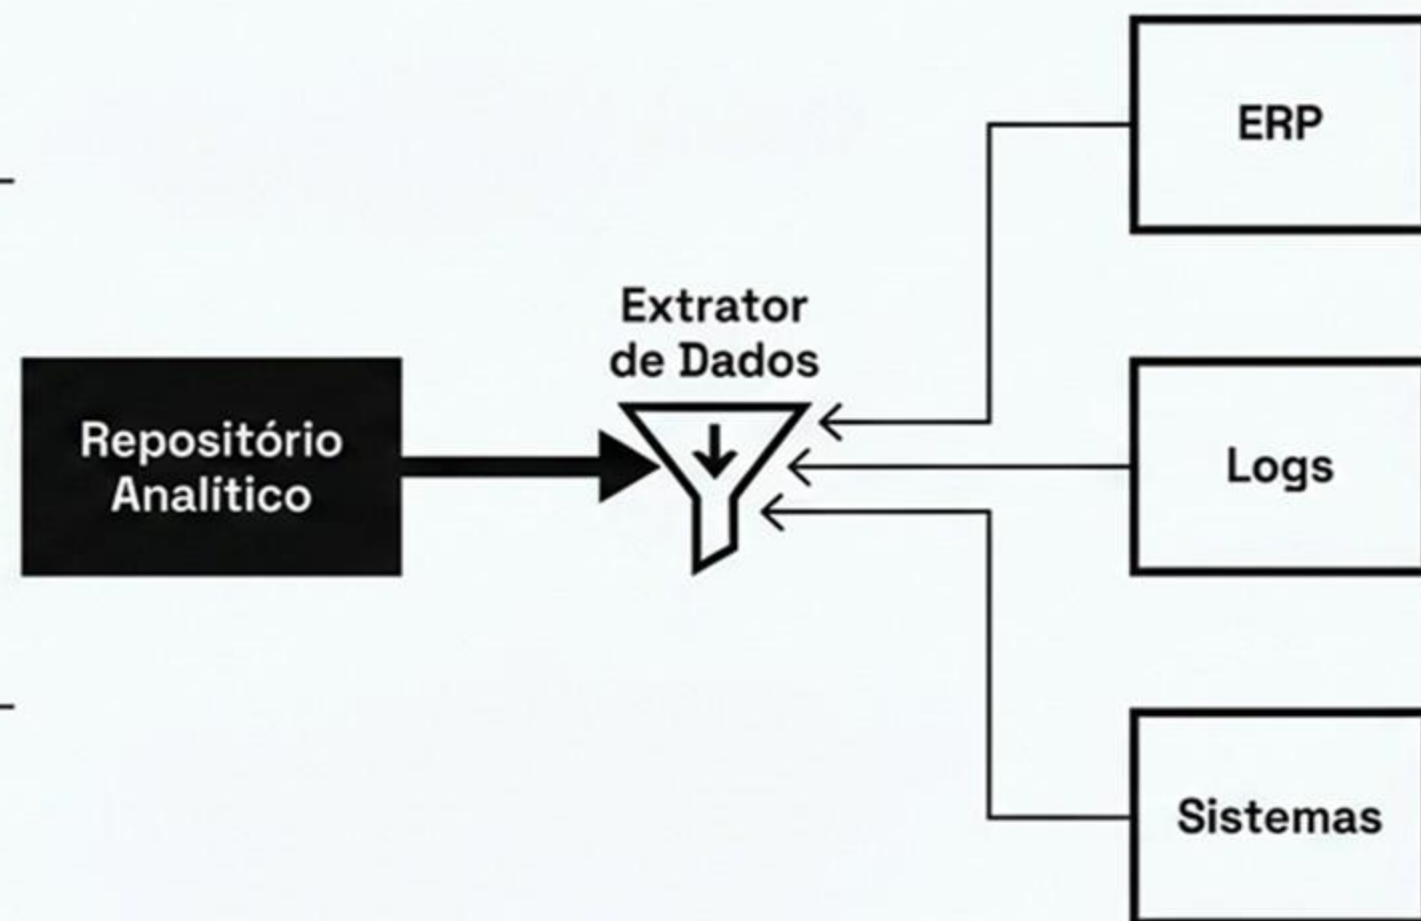 ERP
Extrator
de Dados
Repositório
Analítico
Logs
Sistemas